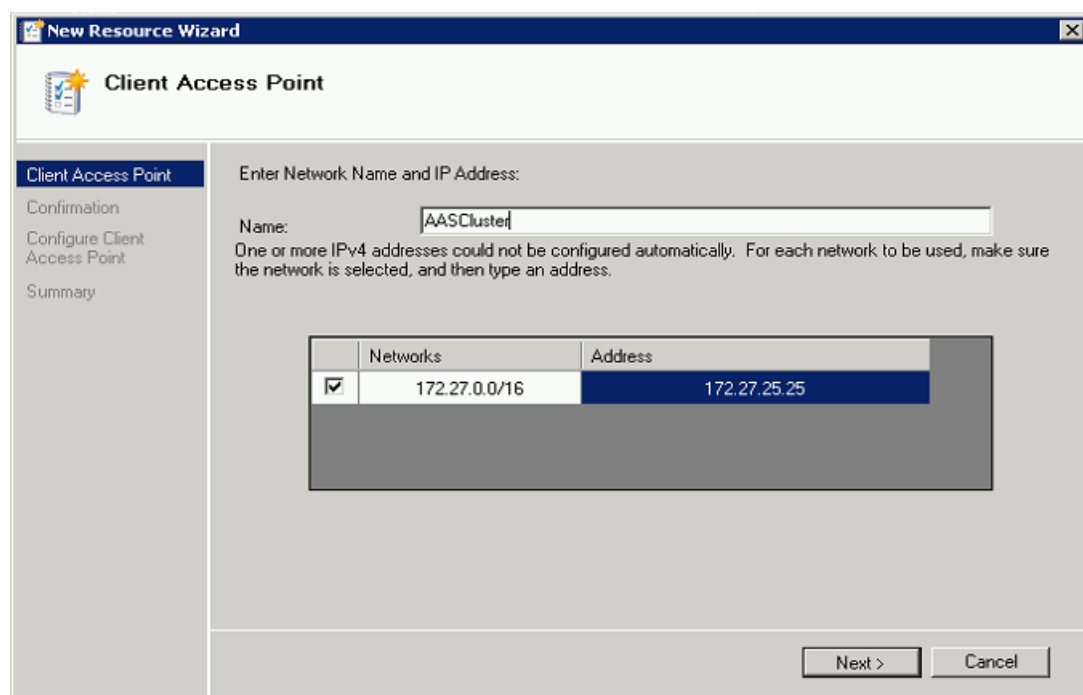 New Resource Wizard
Client Access Point
Client Access Point
Confirmation
Configure Client
Access Point
Summary
Enter Network Name and IP Address:
Name:
AASCluster
One or more IPv4 addresses could not be configured automatically. For each network to be used, make sure
the network is selected, and then type an address.
Networks Address
172.27.0.0/16 172.27.25.25
Next > Cancel